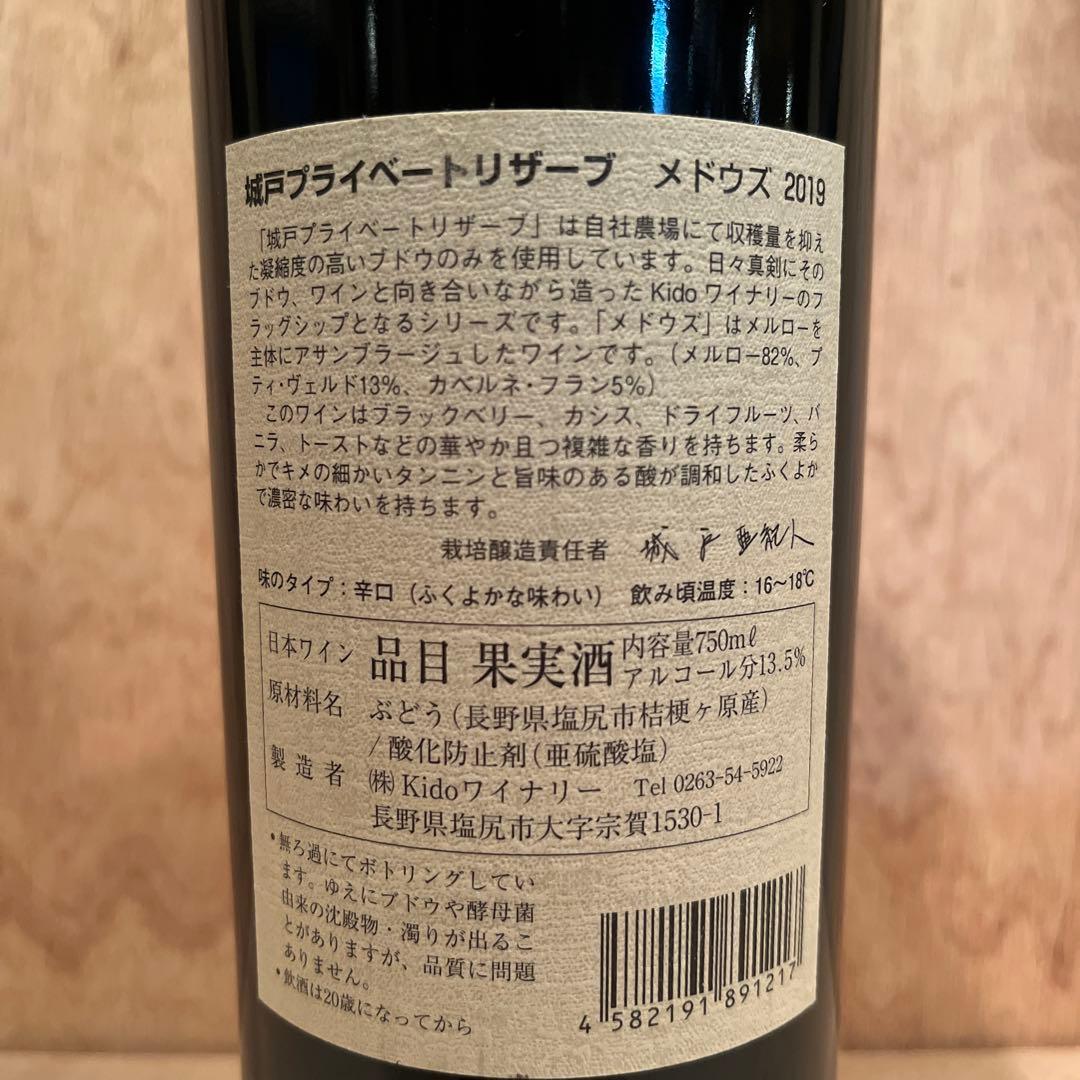 城戸プライベートリザーブ　メドウズ 2019
「城戸プライベートリザーブ」は自社農場にて収穫量を抑え
た凝縮度の高いブドウのみを使用しています。日々真剣にその
ブドウ、ワインと向き合いながら造った Kido ワイナリーのフ
ラッグシップとなるシリーズです。「メドウズ」はメルローを
主体にアサンブラージュしたワインです。（メルロー82%、プ
ティ・ヴェルド13%、カベルネ・フラン5%）
このワインはブラックベリー、カシス、ドライフルーツ、バ
ニラ、トーストなどの華やか且つ複雑な香りを持ちます。柔ら
かでキメの細かいタンニンと旨味のある酸が調和したふくよか
で濃密な味わいを持ちます。
栽培醸造責任者　城戸亜紀人
味のタイプ：辛口（ふくよかな味わい）　飲み頃温度：16〜18℃
日本ワイン 品目 果実酒 内容量750mℓ
アルコール分13.5%
原材料名 ぶどう（長野県塩尻市桔梗ヶ原産）
/ 酸化防止剤（亜硫酸塩）
製造者 ㈱Kidoワイナリー　Tel 0263-54-5922
長野県塩尻市大字宗賀1530-1
・無ろ過にてボトリングしてい
ます。ゆえにブドウや酵母菌
由来の沈殿物・濁りが出るこ
とがありますが、品質に問題
ありません。
・飲酒は20歳になってから
4 582191 891217